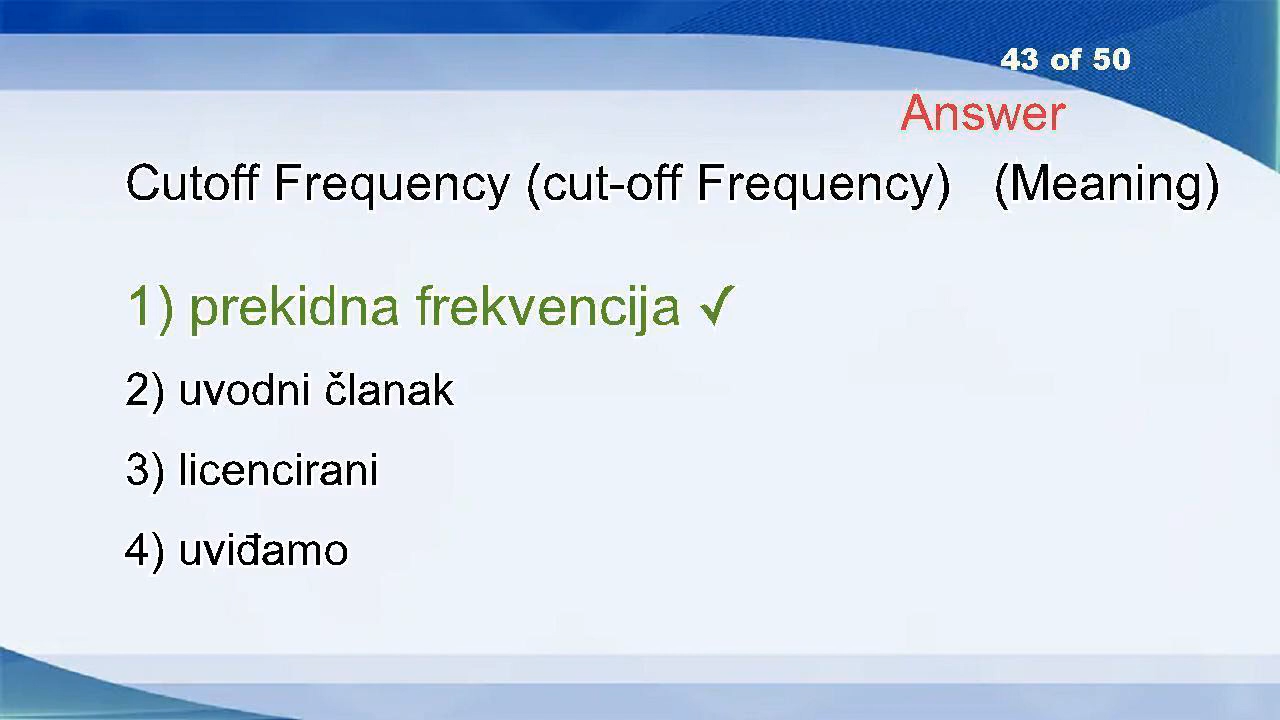 43 of 50
Answer
Cutoff Frequency (cut-off Frequency) (Meaning)
1) prekidna frekvencija ✓
2) uvodni članak
3) licencirani
4) uviđamo